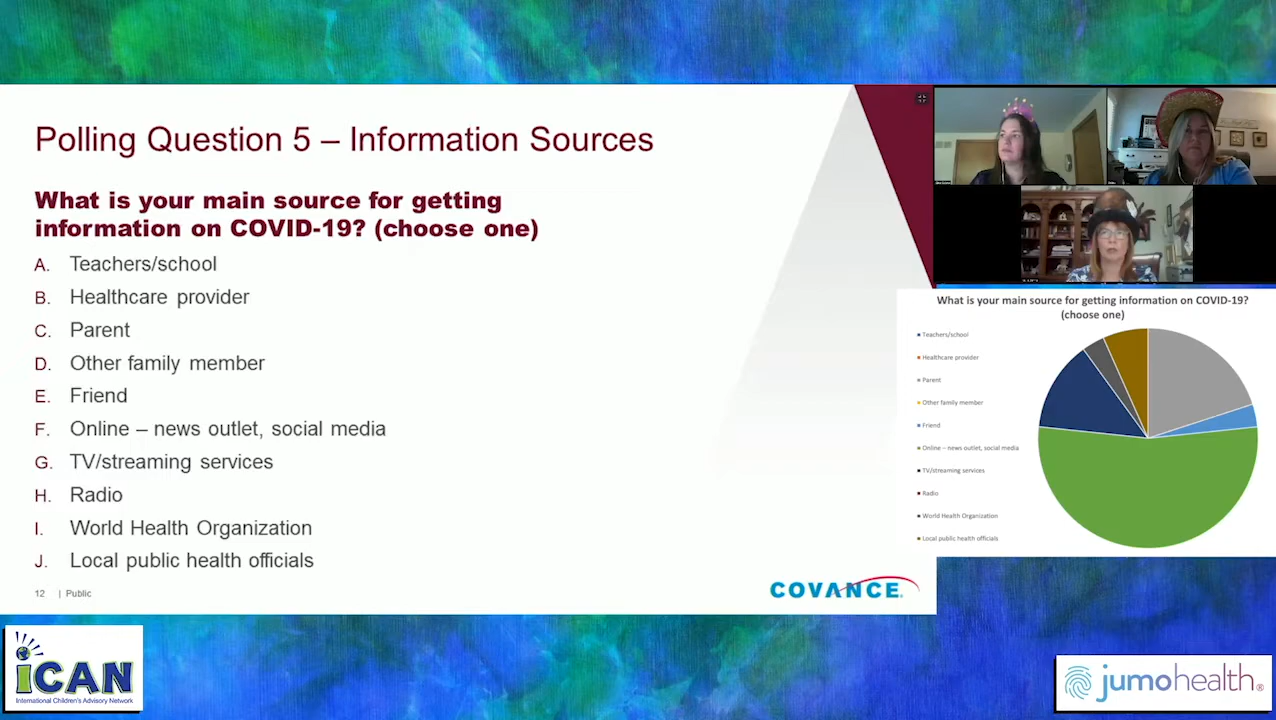 Polling Question 5 – Information Sources
What is your main source for getting
information on COVID-19? (choose one)
A. Teachers/school
B. Healthcare provider
C. Parent
D. Other family member
E. Friend
F. Online – news outlet, social media
G. TV/streaming services
H. Radio
I. World Health Organization
J. Local public health officials
12 | Public
COVANCE®
What is your main source for getting information on COVID-19?
(choose one)
Teachers/school
Healthcare provider
Parent
Other family member
Friend
Online – news outlet, social media
TV/streaming services
Radio
World Health Organization
Local public health officials
iCAN
International Children's Advisory Network
jumohealth®